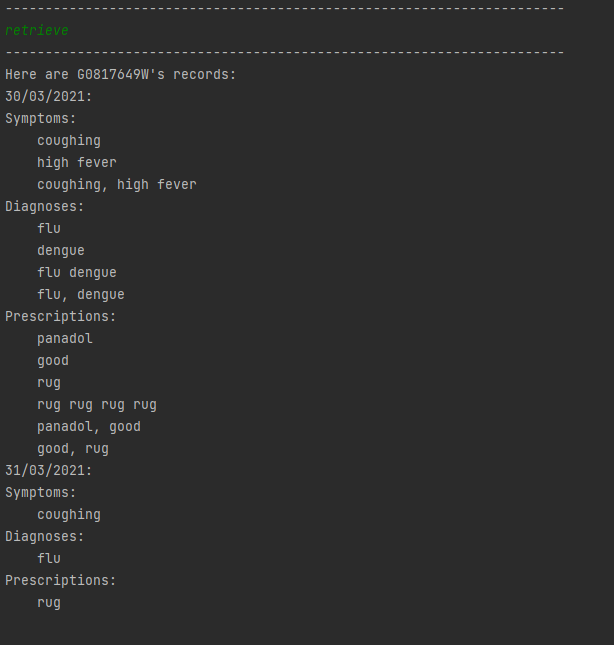 ----------------------------------------------------------------------
retrieve
----------------------------------------------------------------------
Here are G0817649W's records:
30/03/2021:
Symptoms:
    coughing
    high fever
    coughing, high fever
Diagnoses:
    flu
    dengue
    flu dengue
    flu, dengue
Prescriptions:
    panadol
    good
    rug
    rug rug rug rug
    panadol, good
    good, rug
31/03/2021:
Symptoms:
    coughing
Diagnoses:
    flu
Prescriptions:
    rug